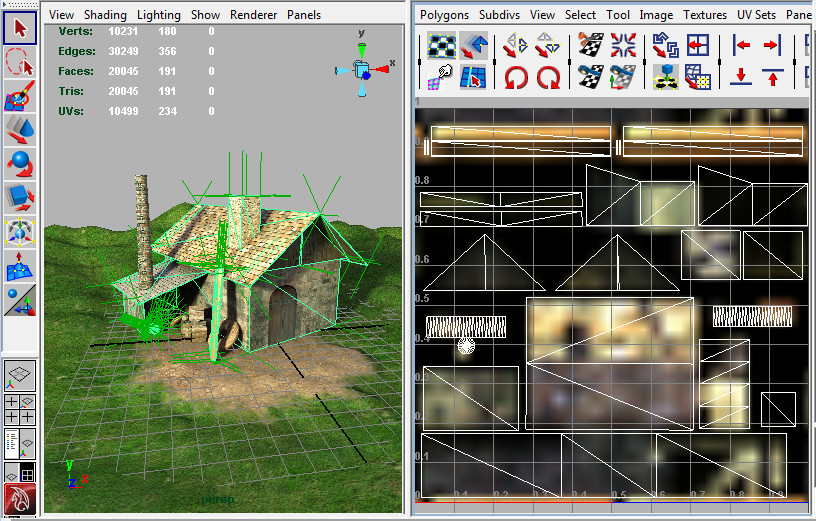 View Shading Lighting Show Renderer Panels
Verts: 10231 180 0
Edges: 30249 356 0
Faces: 20045 191 0
Tris: 20045 191 0
UVs: 10499 234 0
y
x
y
x
z
persp
Polygons Subdivs View Select Tool Image Textures UV Sets Pane
1
0.8
0.7
0.6
0.5
0.4
0.3
0.2
0.1
0.1 0.2 0.3 0.4 0.5 0.6 0.7 0.8 0.9